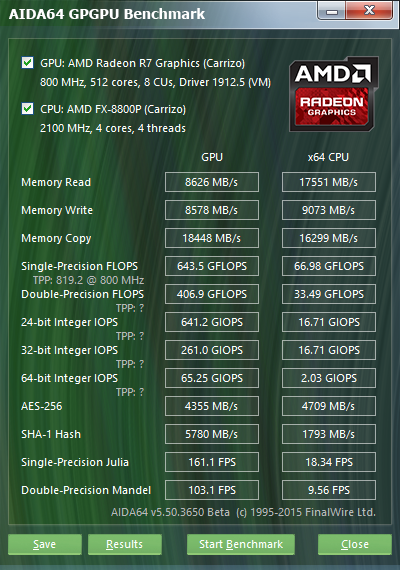 AIDA64 GPGPU Benchmark
GPU: AMD Radeon R7 Graphics (Carrizo)
800 MHz, 512 cores, 8 CUs, Driver 1912.5 (VM)
CPU: AMD FX-8800P (Carrizo)
2100 MHz, 4 cores, 4 threads
AMD
RADEON
GRAPHICS
GPU x64 CPU
Memory Read 8626 MB/s 17551 MB/s
Memory Write 8578 MB/s 9073 MB/s
Memory Copy 18448 MB/s 16299 MB/s
Single-Precision FLOPS 643.5 GFLOPS 66.98 GFLOPS
TPP: 819.2 @ 800 MHz
Double-Precision FLOPS 406.9 GFLOPS 33.49 GFLOPS
TPP: ?
24-bit Integer IOPS 641.2 GIOPS 16.71 GIOPS
TPP: ?
32-bit Integer IOPS 261.0 GIOPS 16.71 GIOPS
TPP: ?
64-bit Integer IOPS 65.25 GIOPS 2.03 GIOPS
TPP: ?
AES-256 4355 MB/s 4709 MB/s
SHA-1 Hash 5780 MB/s 1793 MB/s
Single-Precision Julia 161.1 FPS 18.34 FPS
Double-Precision Mandel 103.1 FPS 9.56 FPS
AIDA64 v5.50.3650 Beta (c) 1995-2015 FinalWire Ltd.
Save Results Start Benchmark Close